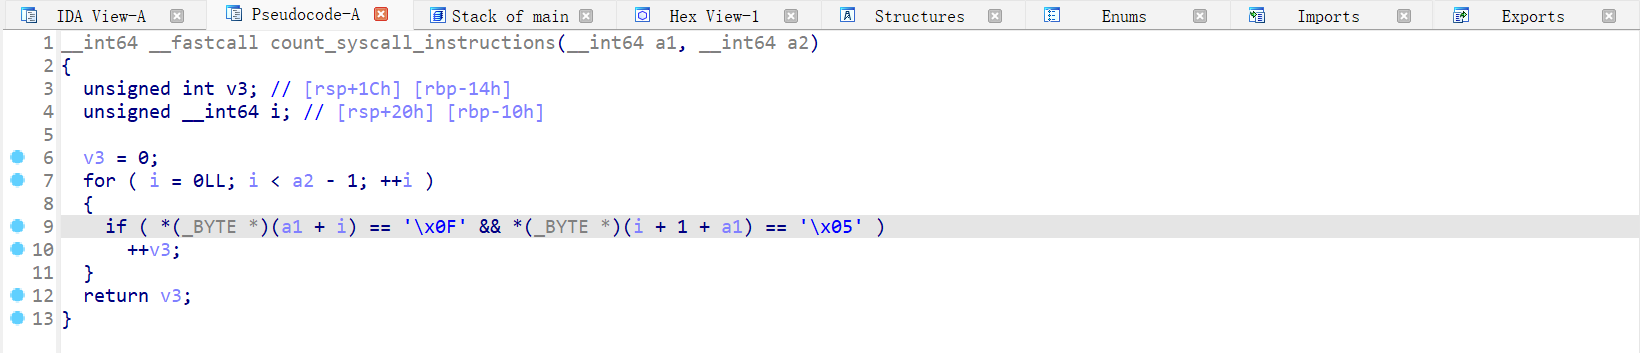 IDA View-A Pseudocode-A Stack of main Hex View-1 Structures Enums Imports Exports
1 __int64 __fastcall count_syscall_instructions(__int64 a1, __int64 a2)
2 {
3   unsigned int v3; // [rsp+1Ch] [rbp-14h]
4   unsigned __int64 i; // [rsp+20h] [rbp-10h]
5
6   v3 = 0;
7   for ( i = 0LL; i < a2 - 1; ++i )
8   {
9     if ( *(_BYTE *)(a1 + i) == '\x0F' && *(_BYTE *)(i + 1 + a1) == '\x05' )
10       ++v3;
11   }
12   return v3;
13 }